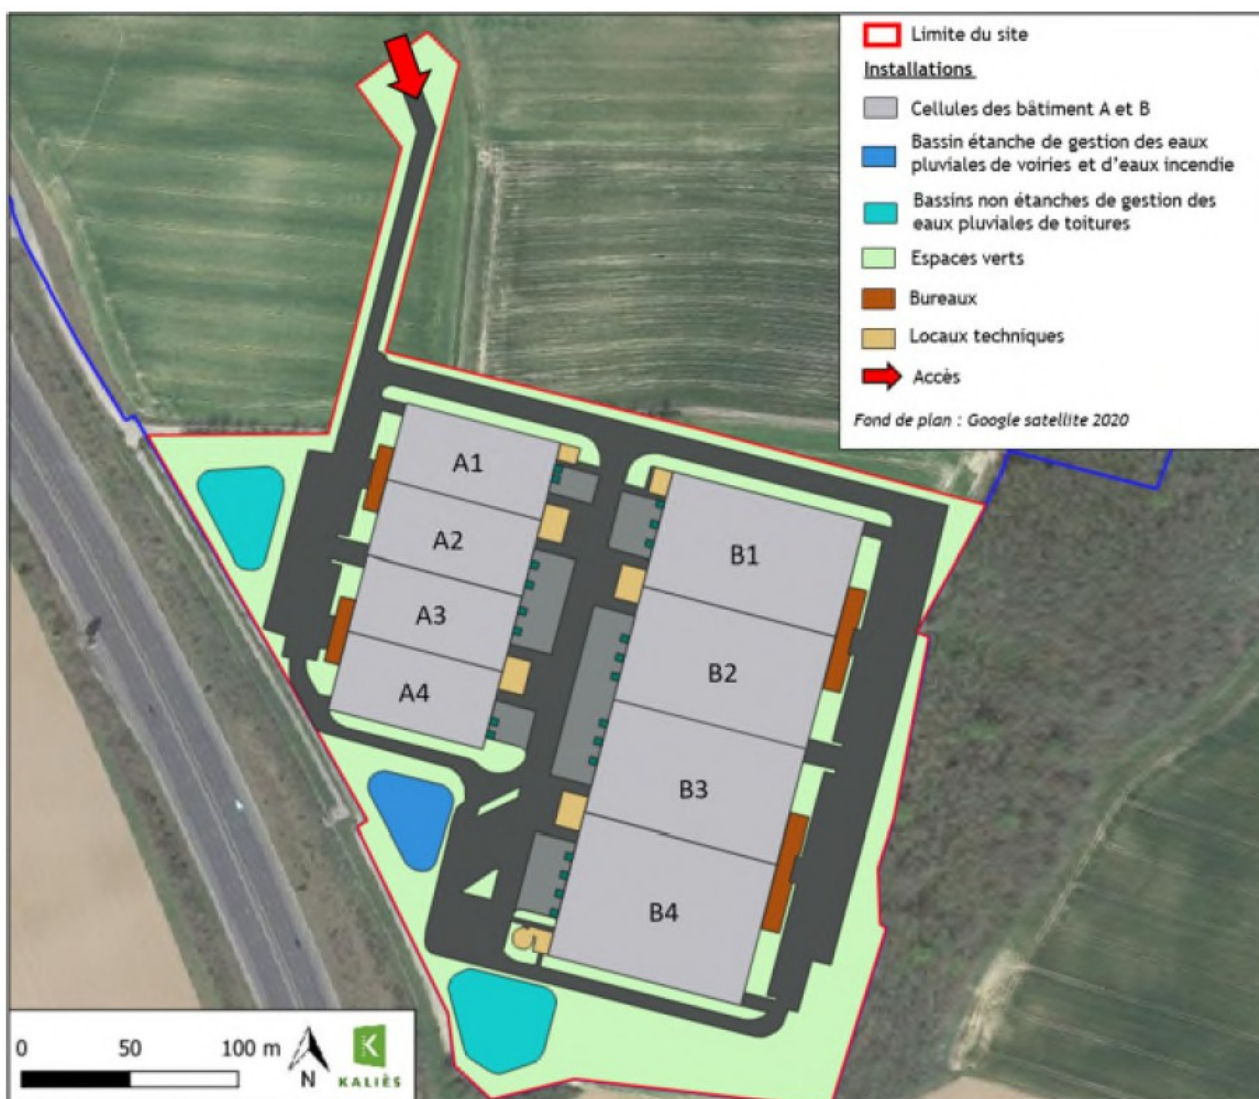 Limite du site
Installations
Cellules des bâtiment A et B
Bassin étanche de gestion des eaux
pluviales de voiries et d'eaux incendie
Bassins non étanches de gestion des
eaux pluviales de toitures
Espaces verts
Bureaux
Locaux techniques
Accès
Fond de plan : Google satellite 2020
A1
A2
A3
A4
B1
B2
B3
B4
0 50 100 m
N
K
KALIÈS